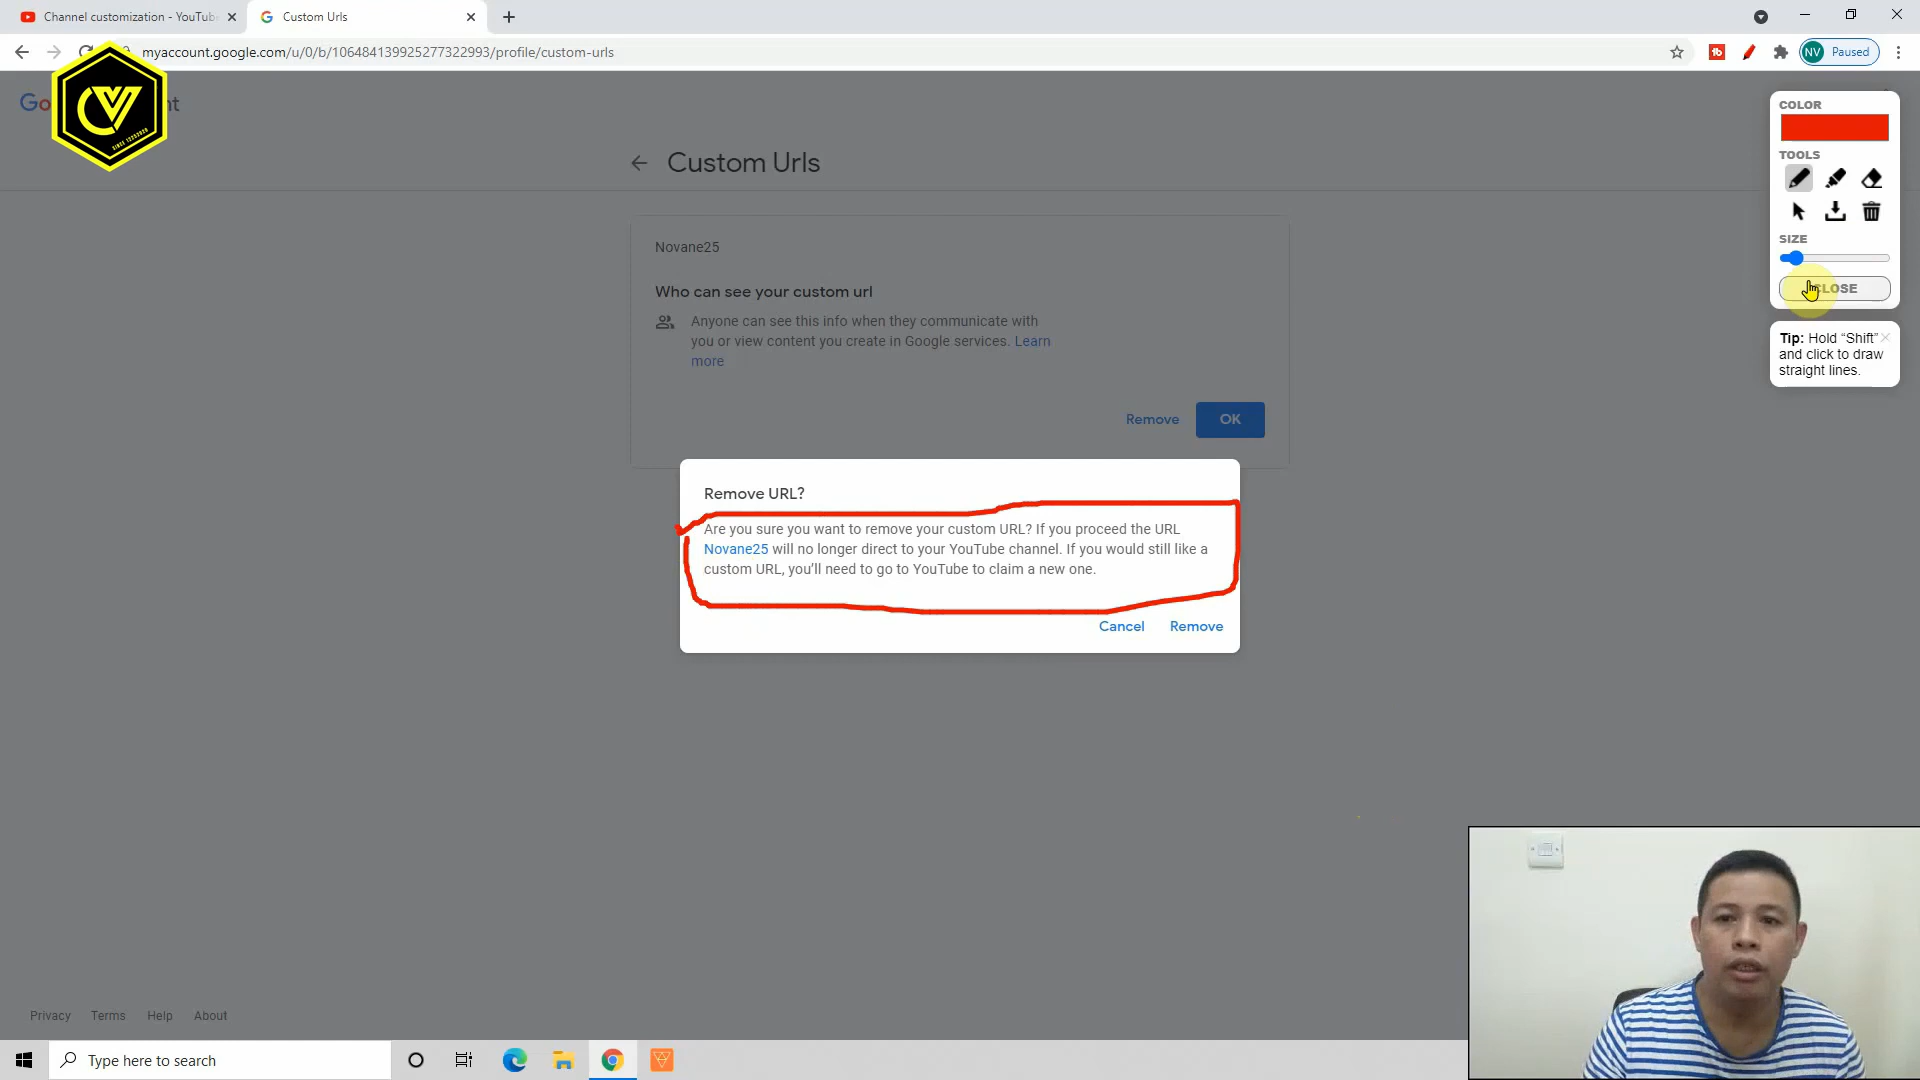 Channel customization - YouTube
Custom Urls
myaccount.google.com/u/0/b/106484139925277322993/profile/custom-urls
NV Paused
Custom Urls
Novane25
Who can see your custom url
Anyone can see this info when they communicate with
you or view content you create in Google services. Learn
more
Remove OK
Remove URL?
Are you sure you want to remove your custom URL? If you proceed the URL
Novane25 will no longer direct to your YouTube channel. If you would still like a
custom URL, you'll need to go to YouTube to claim a new one.
Cancel Remove
COLOR
TOOLS
SIZE
CLOSE
Tip: Hold “Shift”
and click to draw
straight lines.
Privacy Terms Help About
Type here to search